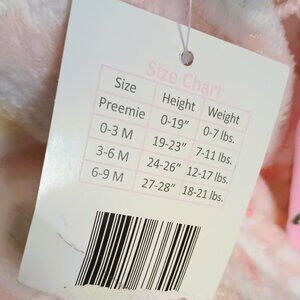 Size Chart
Size Height Weight
Preemie 0-19" 0-7 lbs.
0-3 M 19-23" 7-11 lbs.
3-6 M 24-26" 12-17 lbs.
6-9 M 27-28" 18-21 lbs.